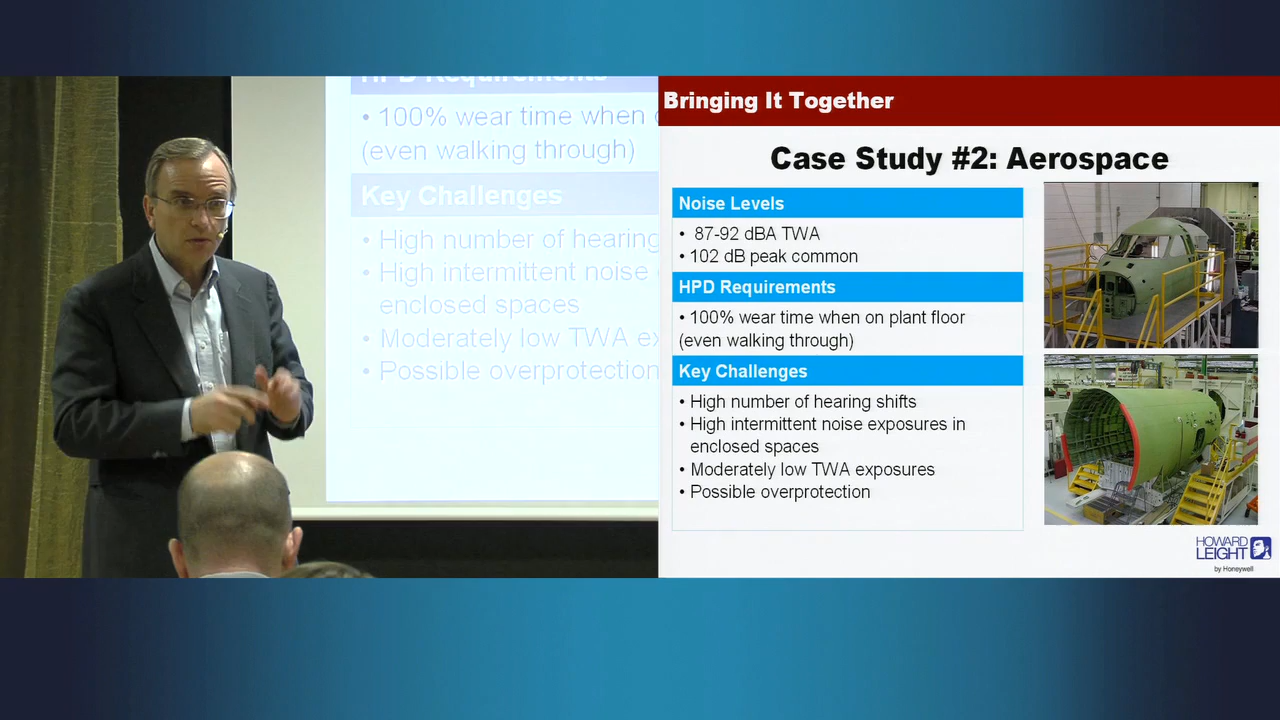 HPD Requirements
• 100% wear time when
(even walking through)
Key Challenges
• High number of hearing
• High intermittent noise
enclosed spaces
• Moderately low TWA ex
• Possible overprotection
Bringing It Together
Case Study #2: Aerospace
Noise Levels
• 87-92 dBA TWA
• 102 dB peak common
HPD Requirements
• 100% wear time when on plant floor
(even walking through)
Key Challenges
• High number of hearing shifts
• High intermittent noise exposures in
enclosed spaces
• Moderately low TWA exposures
• Possible overprotection
HOWARD
LEIGHT
by Honeywell